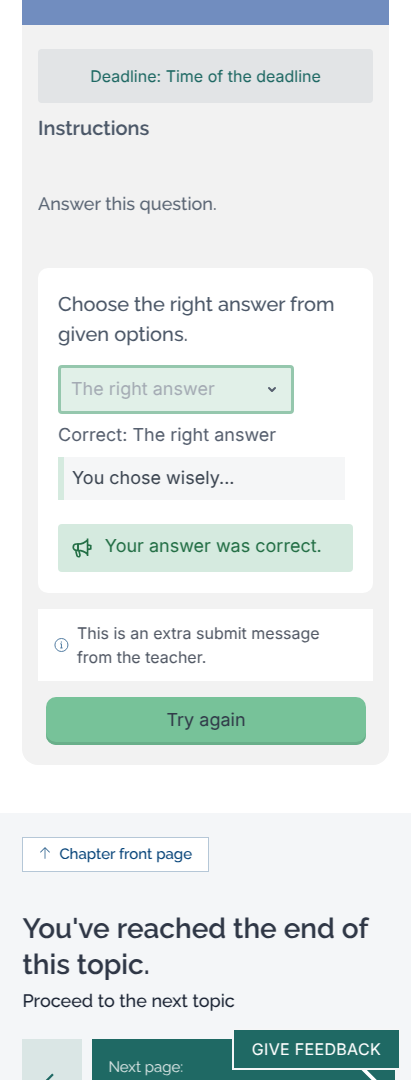 Deadline: Time of the deadline
Instructions
Answer this question.
Choose the right answer from
given options.
The right answer
Correct: The right answer
You chose wisely...
Your answer was correct.
This is an extra submit message
from the teacher.
Try again
Chapter front page
You've reached the end of
this topic.
Proceed to the next topic
GIVE FEEDBACK
Next page: